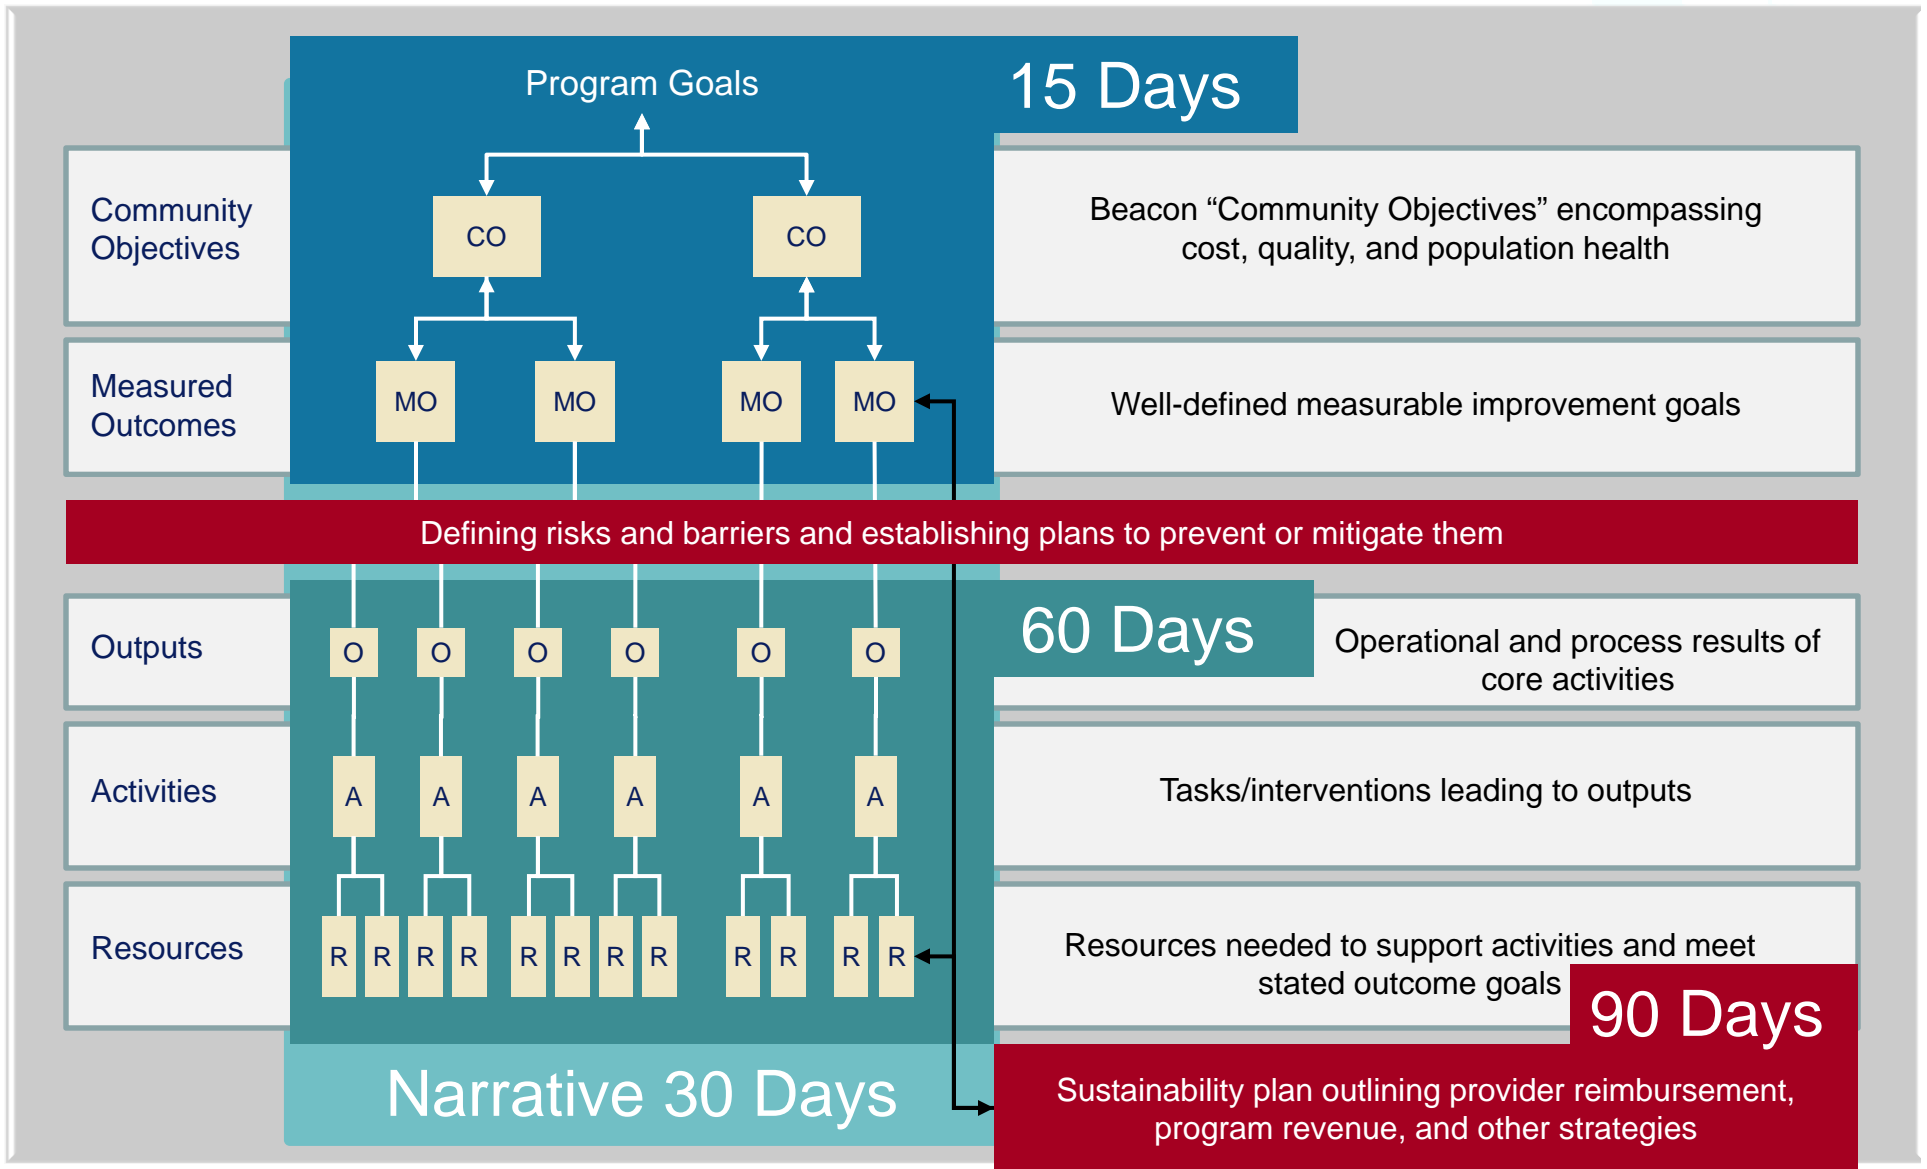 Program Goals
15 Days
Community
Objectives
CO
CO
Beacon “Community Objectives” encompassing
cost, quality, and population health
Measured
Outcomes
MO
MO
MO
MO
Well-defined measurable improvement goals
Defining risks and barriers and establishing plans to prevent or mitigate them
60 Days
Outputs
O
O
O
O
O
O
Operational and process results of
core activities
Activities
A
A
A
A
A
A
Tasks/interventions leading to outputs
Resources
R
R
R
R
R
R
R
R
R
R
R
R
Resources needed to support activities and meet
stated outcome goals
90 Days
Narrative 30 Days
Sustainability plan outlining provider reimbursement,
program revenue, and other strategies